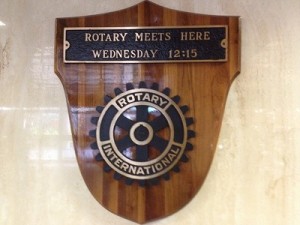 ROTARY MEETS HERE
WEDNESDAY 12:15
ROTARY
INTERNATIONAL